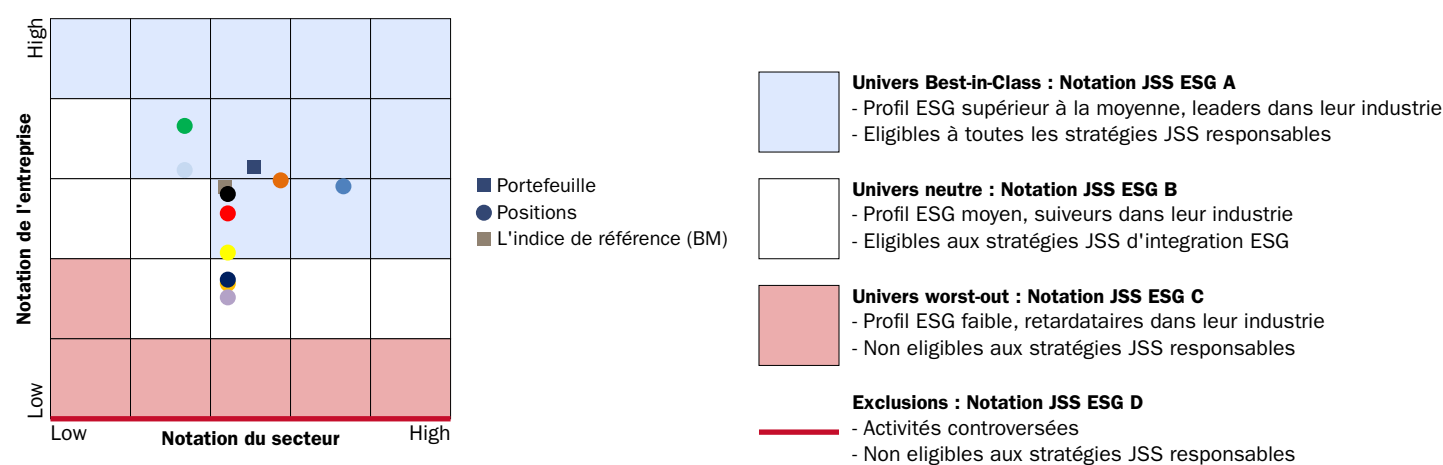 High
Notation de l'entreprise
Low
Low
Notation du secteur
High
Portefeuille
Positions
L'indice de référence (BM)
Univers Best-in-Class : Notation JSS ESG A
- Profil ESG supérieur à la moyenne, leaders dans leur industrie
- Eligibles à toutes les stratégies JSS responsables
Univers neutre : Notation JSS ESG B
- Profil ESG moyen, suiveurs dans leur industrie
- Eligibles aux stratégies JSS d'integration ESG
Univers worst-out : Notation JSS ESG C
- Profil ESG faible, retardataires dans leur industrie
- Non eligibles aux stratégies JSS responsables
Exclusions : Notation JSS ESG D
- Activités controversées
- Non eligibles aux stratégies JSS responsables